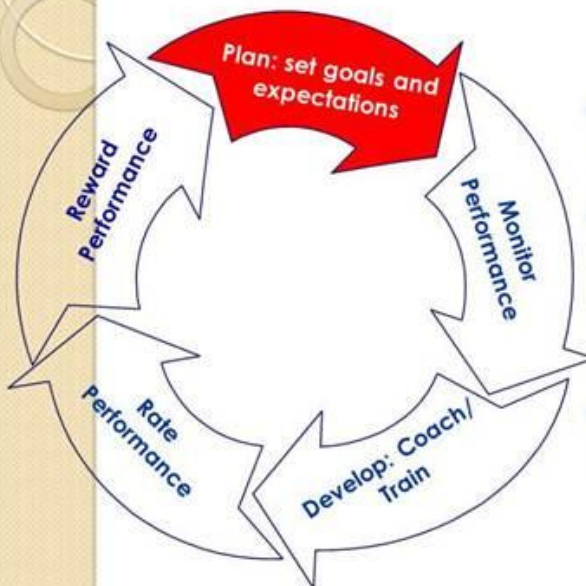 Plan: set goals and
expectations
Monitor
Performance
Develop: Coach/
Train
Rate
Performance
Reward
Performance